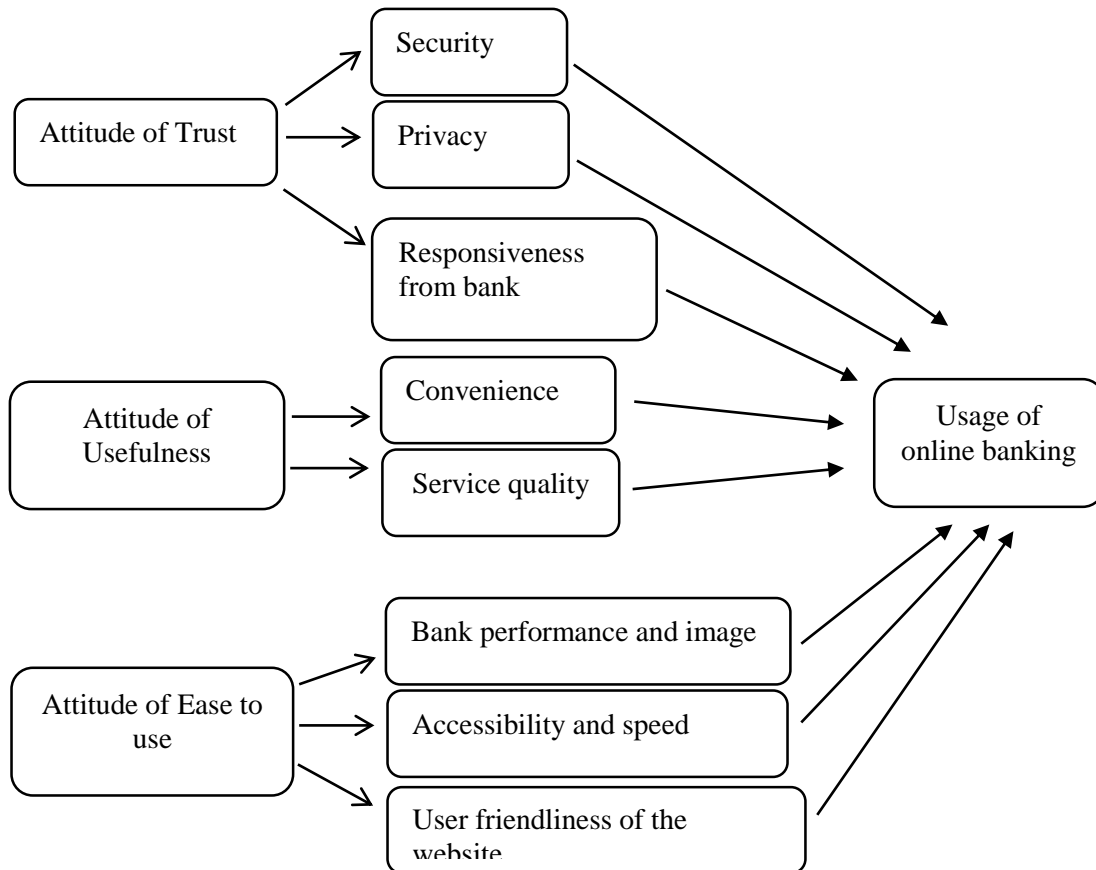 Security
Attitude of Trust
Privacy
Responsiveness
from bank
Attitude of
Usefulness
Convenience
Service quality
Usage of
online banking
Attitude of Ease to
use
Bank performance and image
Accessibility and speed
User friendliness of the
website